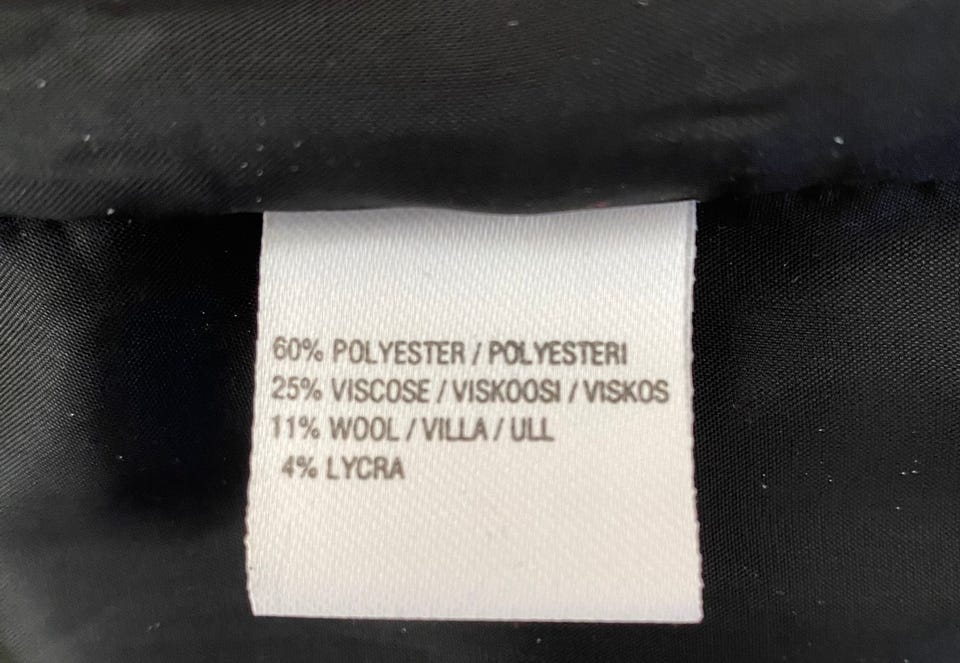 60% POLYESTER / POLYESTERI
25% VISCOSE / VISKOOSI / VISKOS
11% WOOL / VILLA / ULL
4% LYCRA